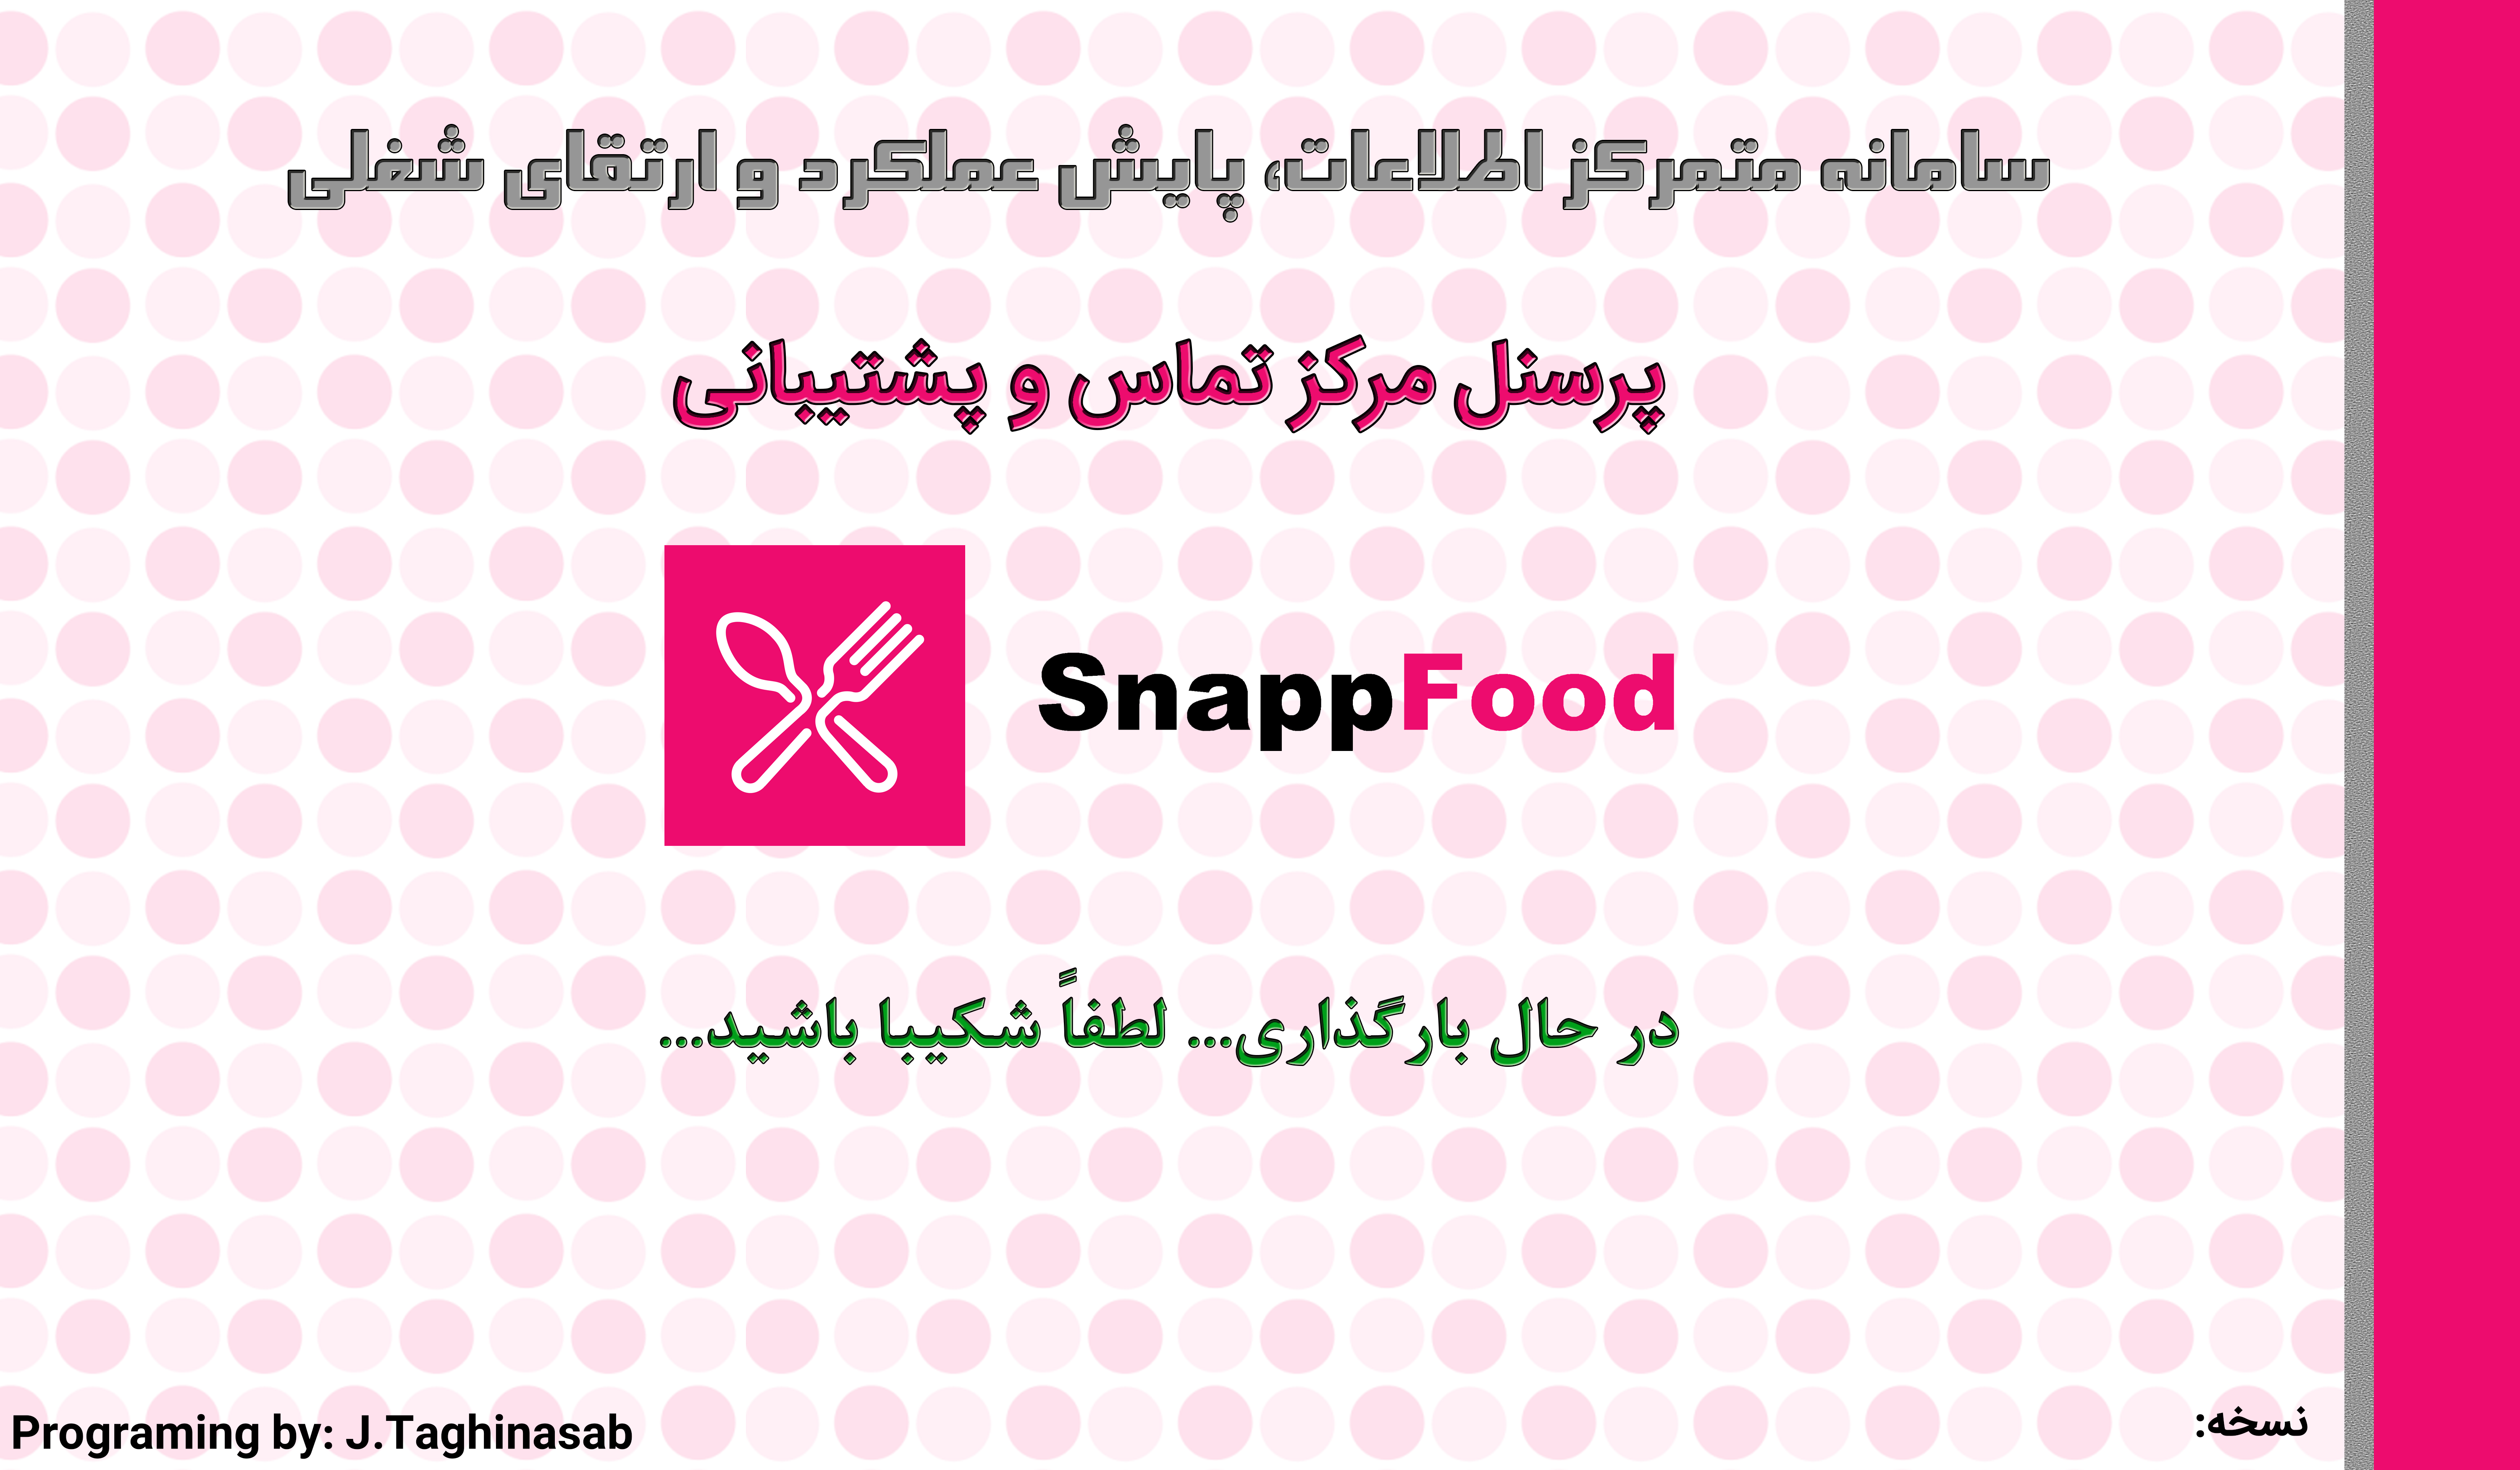 سامانه متمرکز اطلاعات، پایش عملکرد و ارتقای شغلی
پرسنل مرکز تماس و پشتیبانی
SnappFood
در حال بارگذاری... لطفاً شکیبا باشید...
Programing by: J.Taghinasab
نسخه: